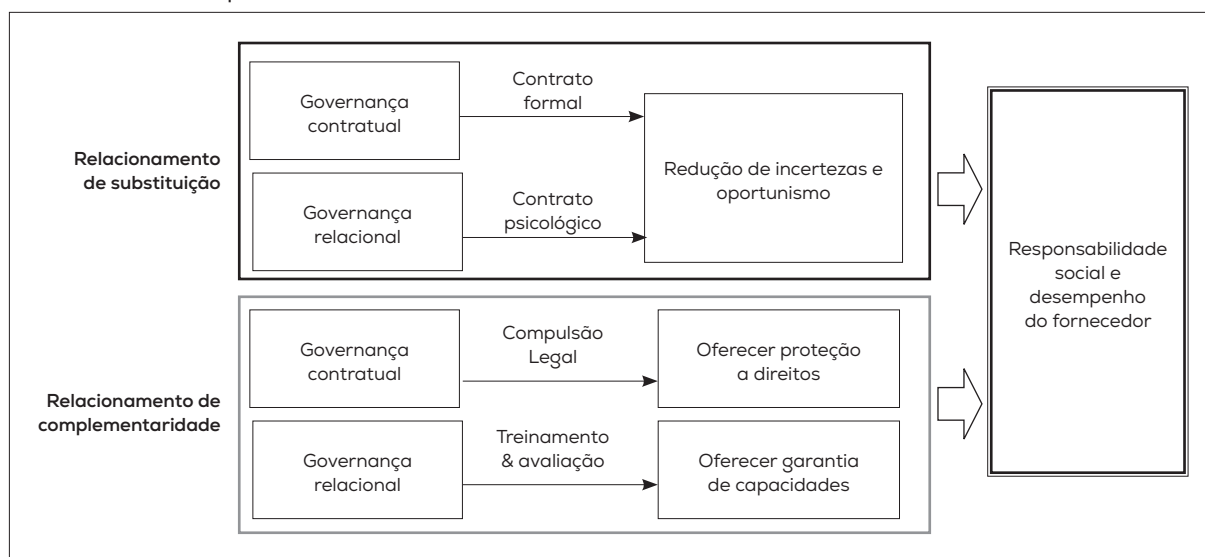 Relacionamento
de substituição
Governança
contratual
Contrato
formal
Governança
relacional
Contrato
psicológico
Redução de incertezas e
oportunismo
Relacionamento de
complementaridade
Governança
contratual
Compulsão
Legal
Oferecer proteção
a direitos
Governança
relacional
Treinamento
& avaliação
Oferecer garantia
de capacidades
Responsabilidade
social e
desempenho
do fornecedor